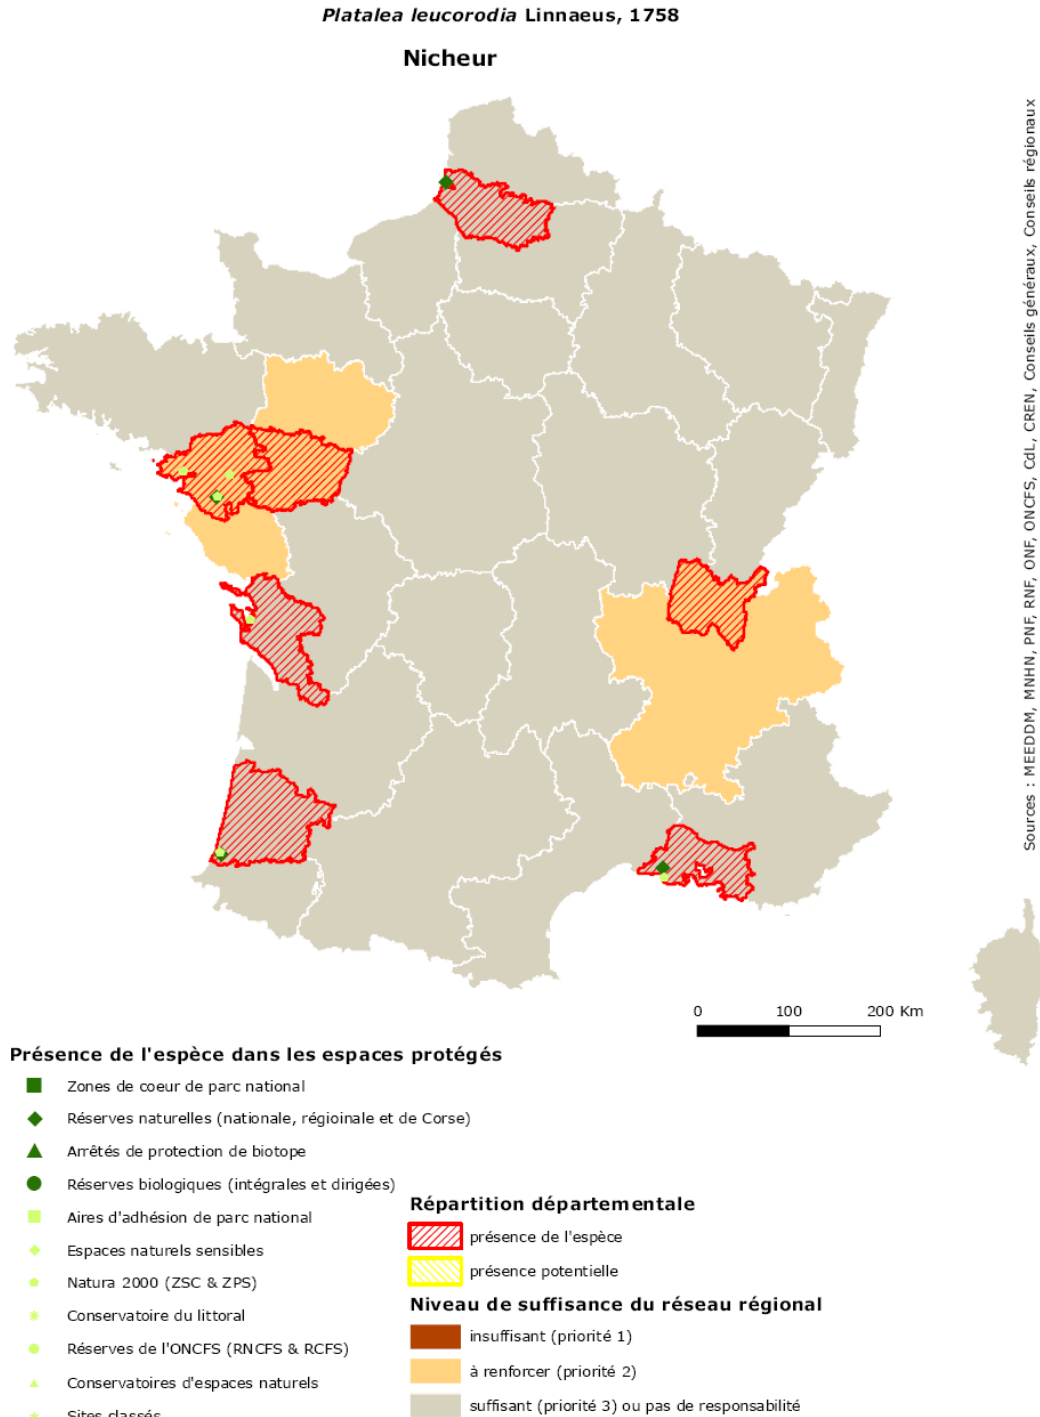 Platalea leucorodia Linnaeus, 1758
Nicheur
Sources : MEEDDM, MNHN, PNF, RNF, ONF, ONCFS, CdL, CREN, Conseils généraux, Conseils régionaux
0 100 200 Km
Présence de l'espèce dans les espaces protégés
Zones de coeur de parc national
Réserves naturelles (nationale, régioinale et de Corse)
Arrêtés de protection de biotope
Réserves biologiques (intégrales et dirigées)
Aires d'adhésion de parc national
Espaces naturels sensibles
Natura 2000 (ZSC & ZPS)
Conservatoire du littoral
Réserves de l'ONCFS (RNCFS & RCFS)
Conservatoires d'espaces naturels
Sites classés
Répartition départementale
présence de l'espèce
présence potentielle
Niveau de suffisance du réseau régional
insuffisant (priorité 1)
à renforcer (priorité 2)
suffisant (priorité 3) ou pas de responsabilité